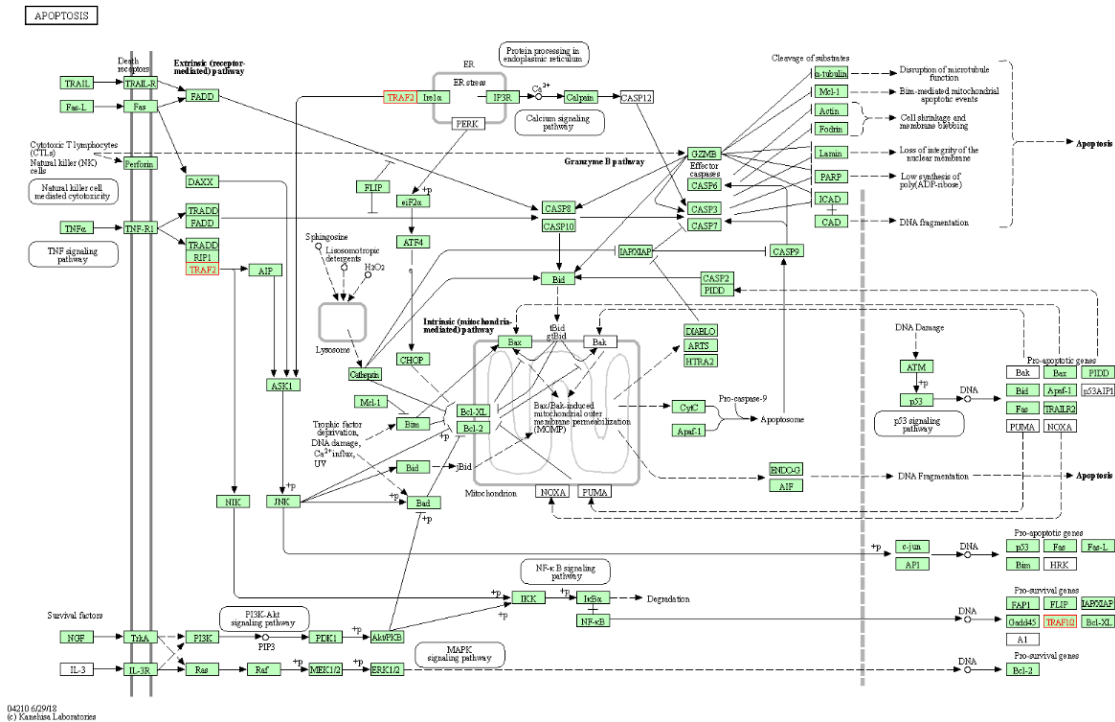 APOPTOSIS
Death
receptors
Extrinsic (receptor-
mediated) pathway
TRAIL
TRAIL-R
Fas-L
Fas
FADD
ER
ER stress
Protein processing in
endoplasmic reticulum
TRAF2
Ire1α
IP3R
Ca2+
Calpain
CASP12
Calcium signaling
pathway
PERK
Cleavage of substrates
α-tubulin
Disruption of microtubule
function
Mcl-1
Bim-mediated mitochondrial
apoptotic events
Actin
Fodrin
Cell shrinkage and
membrane blebbing
Lamin
Loss of integrity of the
nuclear membrane
PARP
Low synthesis of
poly(ADP-ribose)
ICAD
CAD
DNA fragmentation
Apoptosis
Cytotoxic T lymphocytes
(CTLs)
Natural killer (NK)
cells
Perforin
Natural killer cell
mediated cytotoxicity
DAXX
Granzyme B pathway
GZMB
Effector
caspases
CASP6
CASP3
CASP7
FLIP
+p
eIF2α
CASP8
CASP10
TNFα
TNF-R1
TRADD
FADD
TRADD
RIP1
TRAF2
TNF signaling
pathway
AIP
ATF4
IAP/XIAP
CASP9
Sphingosine
Lisosomotropic
detergents
H2O2
Lysosome
Bid
CASP2
PIDD
Intrinsic (mitochondria-
mediated) pathway
tBid
gtBid
Bax
Bak
DIABLO
ARTS
HTRA2
CHOP
Cathepsin
ASK1
Mcl-1
Bcl-XL
Bcl-2
Bim
Trophic factor
deprivation,
DNA damage,
Ca2+ influx,
UV
Bax/Bak-induced
mitochondrial outer
membrane permeabilization
(MOMP)
CytC
Apaf-1
Pro-caspase-9
Apoptosome
DNA Damage
ATM
+p
p53
DNA
p53 signaling
pathway
Pro-apoptotic genes
Bak
Bax
PIDD
Bid
Apaf-1
p53AIP1
Fas
TRAILR2
PUMA
NOXA
Bid
jBid
Mitochondrion
NOXA
PUMA
ENDO-G
AIF
DNA Fragmentation
Apoptosis
NIK
+p
JNK
+p
Bad
+p
+p
c-jun
AP1
DNA
Pro-apoptotic genes
p53
Fas
Fas-L
Bim
HRK
NF-κB signaling
pathway
+p
IKK
+p
+p
IκBα
NF-κB
Degradation
DNA
Pro-survival genes
FAP1
FLIP
IAP/XIAP
Gadd45
TRAF1/2
Bcl-XL
A1
Survival factors
PI3K-Akt
signaling pathway
NGF
TrkA
PI3K
PIP3
PDK1
+p
Akt/PKB
MAPK
signaling pathway
IL-3
IL-3R
Ras
Raf
+p
MEK1/2
+p
ERK1/2
DNA
Pro-survival genes
Bcl-2
04210 6/29/18
(c) Kanehisa Laboratories